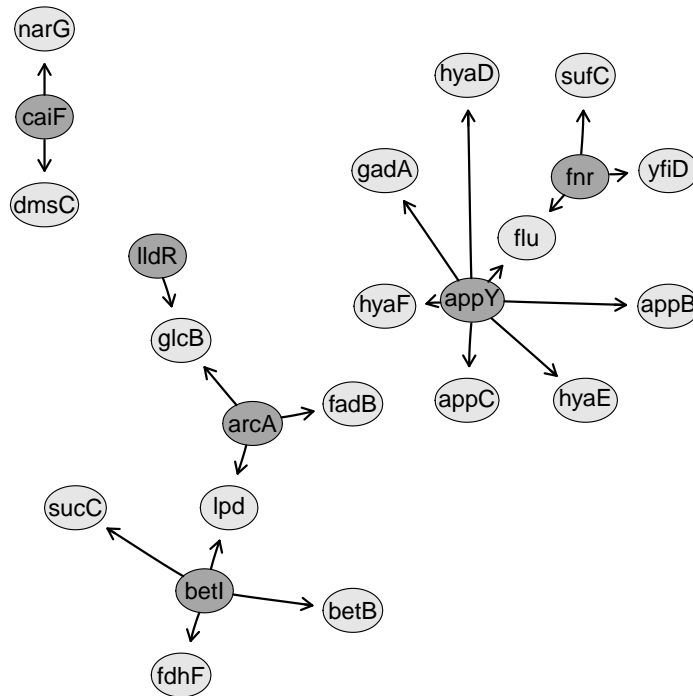 narG
hyaD
sufC
caiF
gadA
fnr
yfiD
dmsC
flu
lldR
hyaF
appY
appB
glcB
appC
hyaE
fadB
arcA
sucC
lpd
betI
betB
fdhF